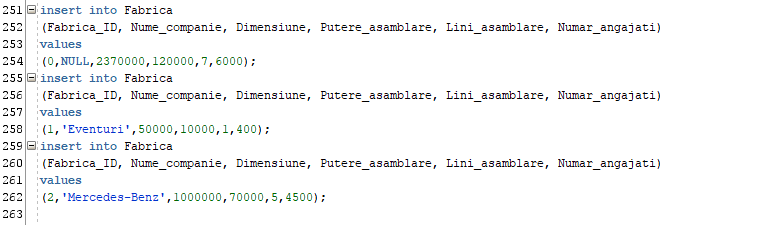 251 insert into Fabrica
252 (Fabrica_ID, Nume_companie, Dimensiune, Putere_asamblare, Lini_asamblare, Numar_angajati)
253 values
254 (0,NULL,2370000,120000,7,6000);
255 insert into Fabrica
256 (Fabrica_ID, Nume_companie, Dimensiune, Putere_asamblare, Lini_asamblare, Numar_angajati)
257 values
258 (1,'Eventuri',50000,10000,1,400);
259 insert into Fabrica
260 (Fabrica_ID, Nume_companie, Dimensiune, Putere_asamblare, Lini_asamblare, Numar_angajati)
261 values
262 (2,'Mercedes-Benz',1000000,70000,5,4500);
263